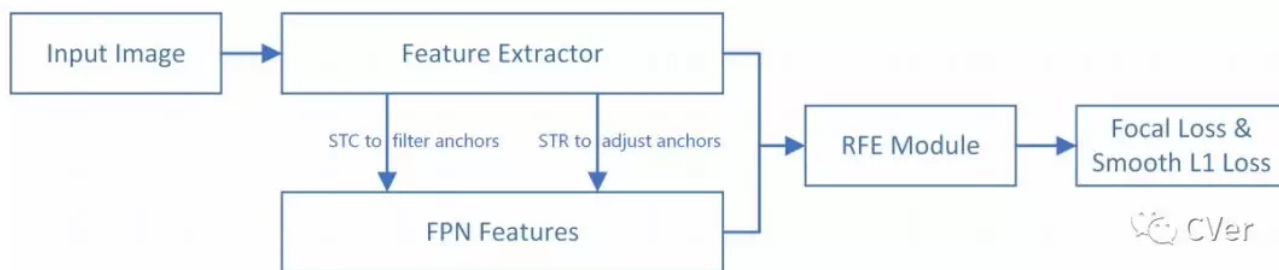 Input Image
Feature Extractor
STC to filter anchors
STR to adjust anchors
FPN Features
RFE Module
Focal Loss &
Smooth L1 Loss
CVer